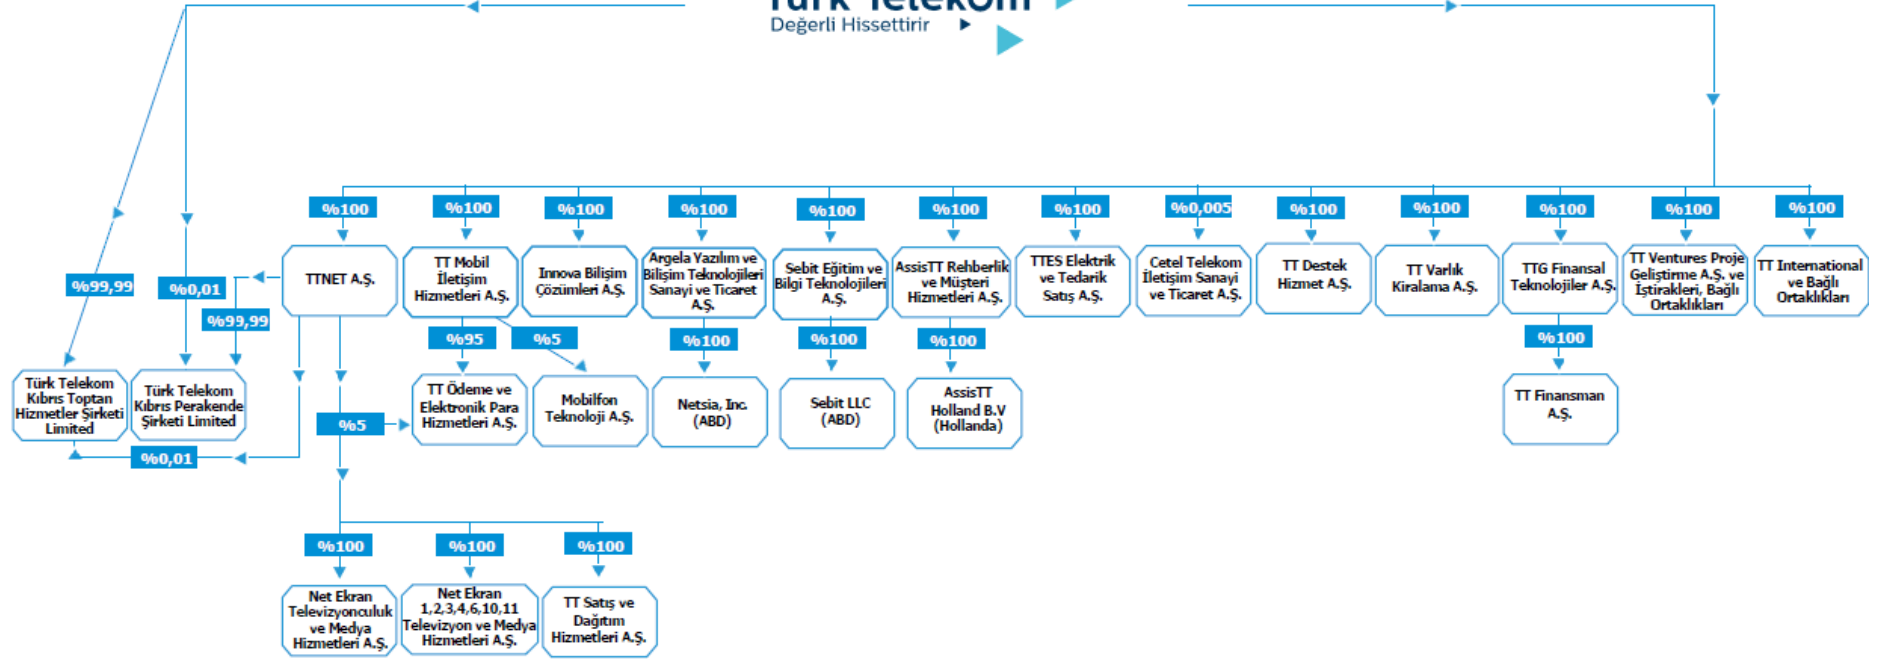 Türk Telekom
Değerli Hissettirir
%100
%100
%100
%100
%100
%100
%100
%0,005
%100
%100
%100
%100
%100
TTNET A.Ş.
TT Mobil
İletişim
Hizmetleri A.Ş.
Innova Bilişim
Çözümleri A.Ş.
Argela Yazılım ve
Bilişim Teknolojileri
Sanayi ve Ticaret
A.Ş.
Sebit Eğitim ve
Bilgi Teknolojileri
A.Ş.
AssisTT Rehberlik
ve Müşteri
Hizmetleri A.Ş.
TTES Elektrik
ve Tedarik
Satış A.Ş.
Cetel Telekom
İletişim Sanayi
ve Ticaret A.Ş.
TT Destek
Hizmet A.Ş.
TT Varlık
Kiralama A.Ş.
TTG Finansal
Teknolojiler A.Ş.
TT Ventures Proje
Geliştirme A.Ş. ve
İştirakleri, Bağlı
Ortaklıkları
TT International
ve Bağlı
Ortaklıkları
%99,99
%0,01
%99,99
%95
%5
%100
%100
%100
%100
Türk Telekom
Kıbrıs Toptan
Hizmetler Şirketi
Limited
Türk Telekom
Kıbrıs Perakende
Şirketi Limited
TT Ödeme ve
Elektronik Para
Hizmetleri A.Ş.
Mobilfon
Teknoloji A.Ş.
Netsia, Inc.
(ABD)
Sebit LLC
(ABD)
AssisTT
Holland B.V
(Hollanda)
TT Finansman
A.Ş.
%5
%0,01
%100
%100
%100
Net Ekran
Televizyonculuk
ve Medya
Hizmetleri A.Ş.
Net Ekran
1,2,3,4,6,10,11
Televizyon ve Medya
Hizmetleri A.Ş.
TT Satış ve
Dağıtım
Hizmetleri A.Ş.